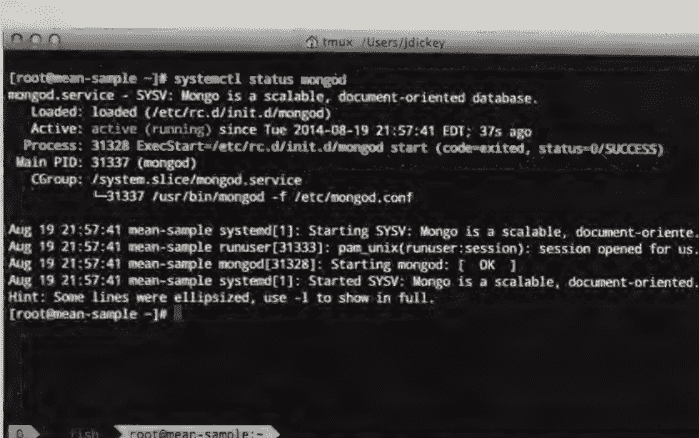 tmux /Users/jdickey
[root@mean-sample ~]# systemctl status mongod
mongod.service - SYSV: Mongo is a scalable, document-oriented database.
Loaded: loaded (/etc/rc.d/init.d/mongod)
Active: active (running) since Tue 2014-08-19 21:57:41 EDT; 37s ago
Process: 31328 ExecStart=/etc/rc.d/init.d/mongod start (code=exited, status=0/SUCCESS)
Main PID: 31337 (mongod)
CGroup: /system.slice/mongod.service
└─31337 /usr/bin/mongod -f /etc/mongod.conf
Aug 19 21:57:41 mean-sample systemd[1]: Starting SYSV: Mongo is a scalable, document-oriente.
Aug 19 21:57:41 mean-sample runuser[31333]: pam_unix(runuser:session): session opened for us.
Aug 19 21:57:41 mean-sample mongod[31328]: Starting mongod: [ OK ]
Aug 19 21:57:41 mean-sample systemd[1]: Started SYSV: Mongo is a scalable, document-oriented.
Hint: Some lines were ellipsized, use -l to show in full.
[root@mean-sample ~]#
0 fish root@mean-sample:~